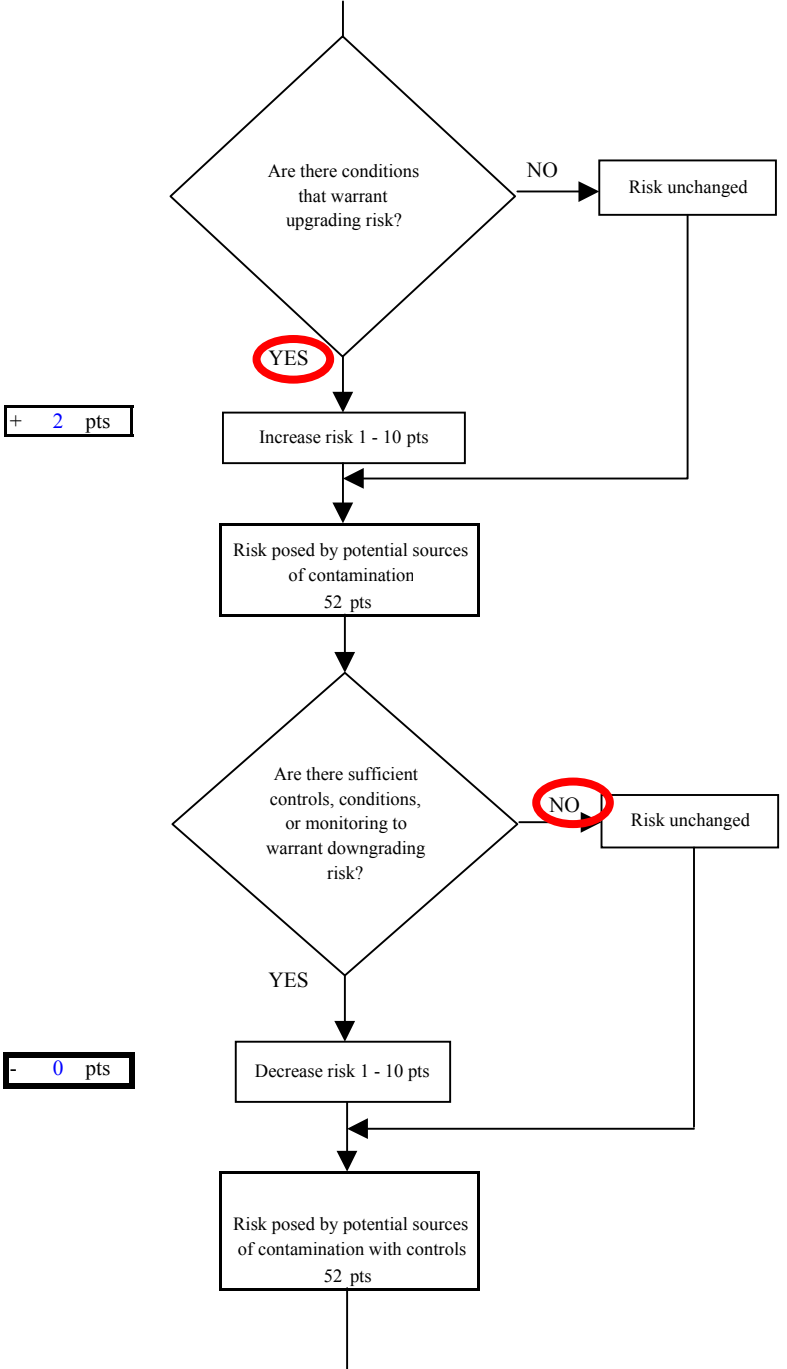 Are there conditions
that warrant
upgrading risk?
NO
Risk unchanged
YES
+ 2 pts
Increase risk 1 - 10 pts
Risk posed by potential sources
of contamination
52 pts
Are there sufficient
controls, conditions,
or monitoring to
warrant downgrading
risk?
NO
Risk unchanged
YES
- 0 pts
Decrease risk 1 - 10 pts
Risk posed by potential sources
of contamination with controls
52 pts